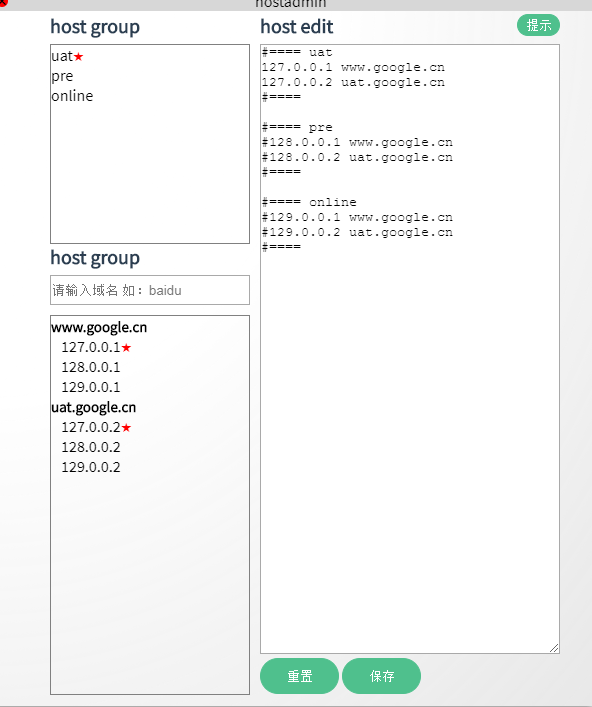 hostadmin
host group
uat★
pre
online
host group
请输入域名 如：baidu
www.google.cn
127.0.0.1★
128.0.0.1
129.0.0.1
uat.google.cn
127.0.0.2★
128.0.0.2
129.0.0.2
host edit
提示
#==== uat
127.0.0.1 www.google.cn
127.0.0.2 uat.google.cn
#====
#==== pre
#128.0.0.1 www.google.cn
#128.0.0.2 uat.google.cn
#====
#==== online
#129.0.0.1 www.google.cn
#129.0.0.2 uat.google.cn
#====
重置
保存